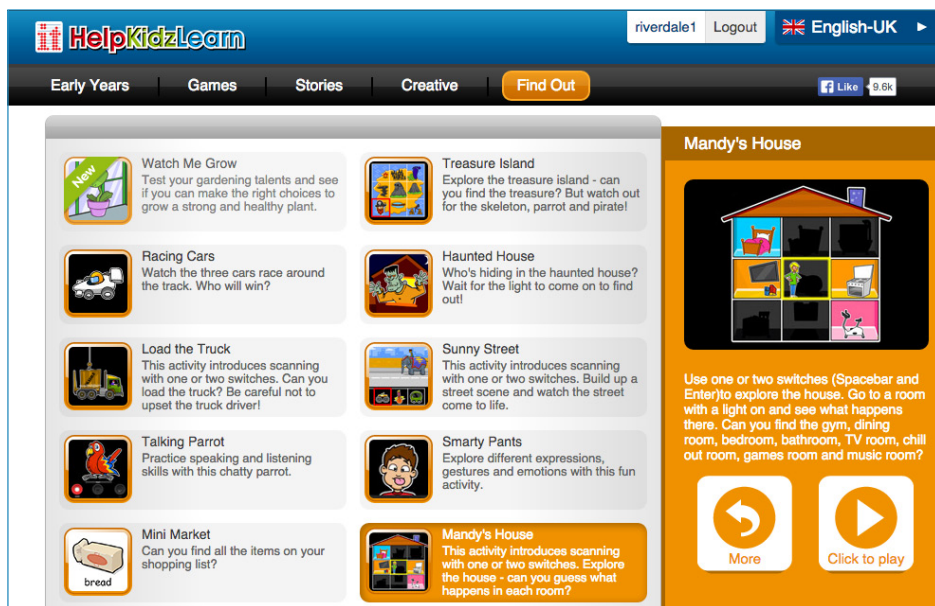 HelpKidzLearn
riverdale1 Logout English-UK
Early Years Games Stories Creative Find Out Like 9.6k
New
Watch Me Grow
Test your gardening talents and see
if you can make the right choices to
grow a strong and healthy plant.
Treasure Island
Explore the treasure island - can
you find the treasure? But watch out
for the skeleton, parrot and pirate!
Racing Cars
Watch the three cars race around
the track. Who will win?
Haunted House
Who's hiding in the haunted house?
Wait for the light to come on to find
out!
Load the Truck
This activity introduces scanning
with one or two switches. Can you
load the truck? Be careful not to
upset the truck driver!
Sunny Street
This activity introduces scanning
with one or two switches. Build up a
street scene and watch the street
come to life.
Talking Parrot
Practice speaking and listening
skills with this chatty parrot.
Smarty Pants
Explore different expressions,
gestures and emotions with this fun
activity.
Mini Market
Can you find all the items on your
shopping list?
bread
Mandy's House
This activity introduces scanning
with one or two switches. Explore
the house - can you guess what
happens in each room?
Mandy's House
Use one or two switches (Spacebar and
Enter)to explore the house. Go to a room
with a light on and see what happens
there. Can you find the gym, dining
room, bedroom, bathroom, TV room, chill
out room, games room and music room?
More
Click to play